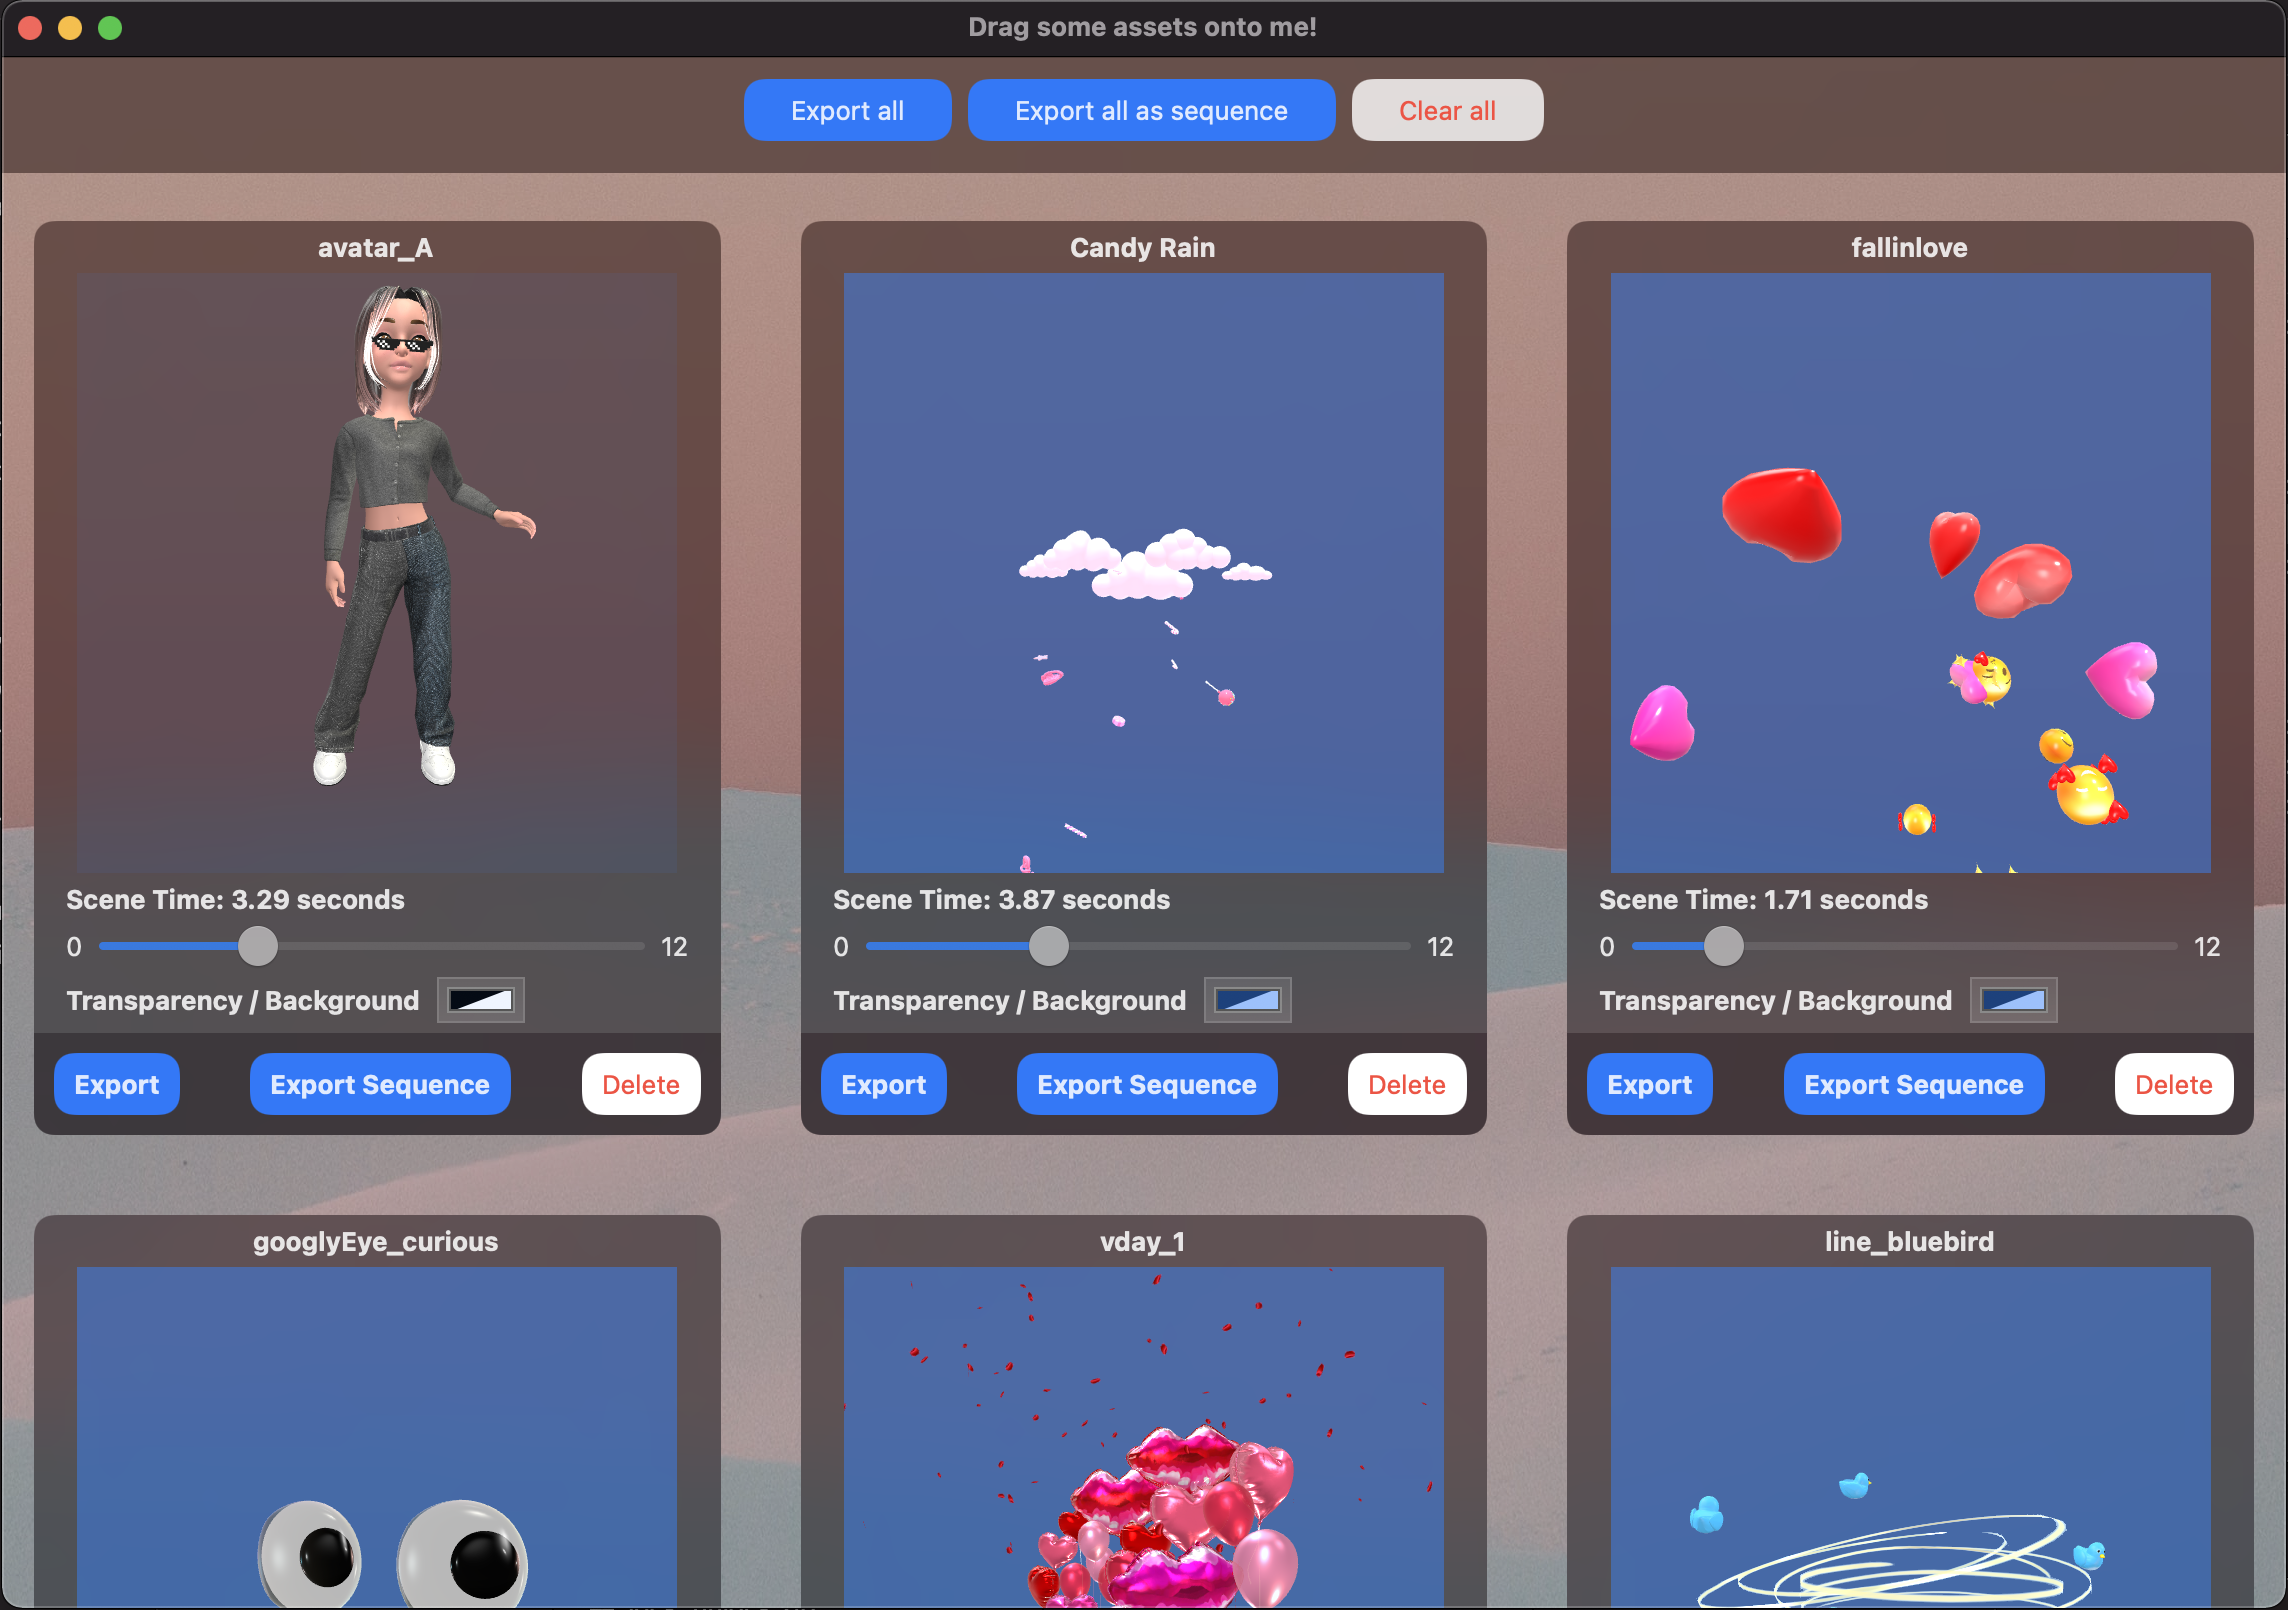 Drag some assets onto me!
Export all
Export all as sequence
Clear all
avatar_A
Candy Rain
fallinlove
Scene Time: 3.29 seconds
Scene Time: 3.87 seconds
Scene Time: 1.71 seconds
0 12
0 12
0 12
Transparency / Background
Transparency / Background
Transparency / Background
Export
Export Sequence
Delete
Export
Export Sequence
Delete
Export
Export Sequence
Delete
googlyEye_curious
vday_1
line_bluebird